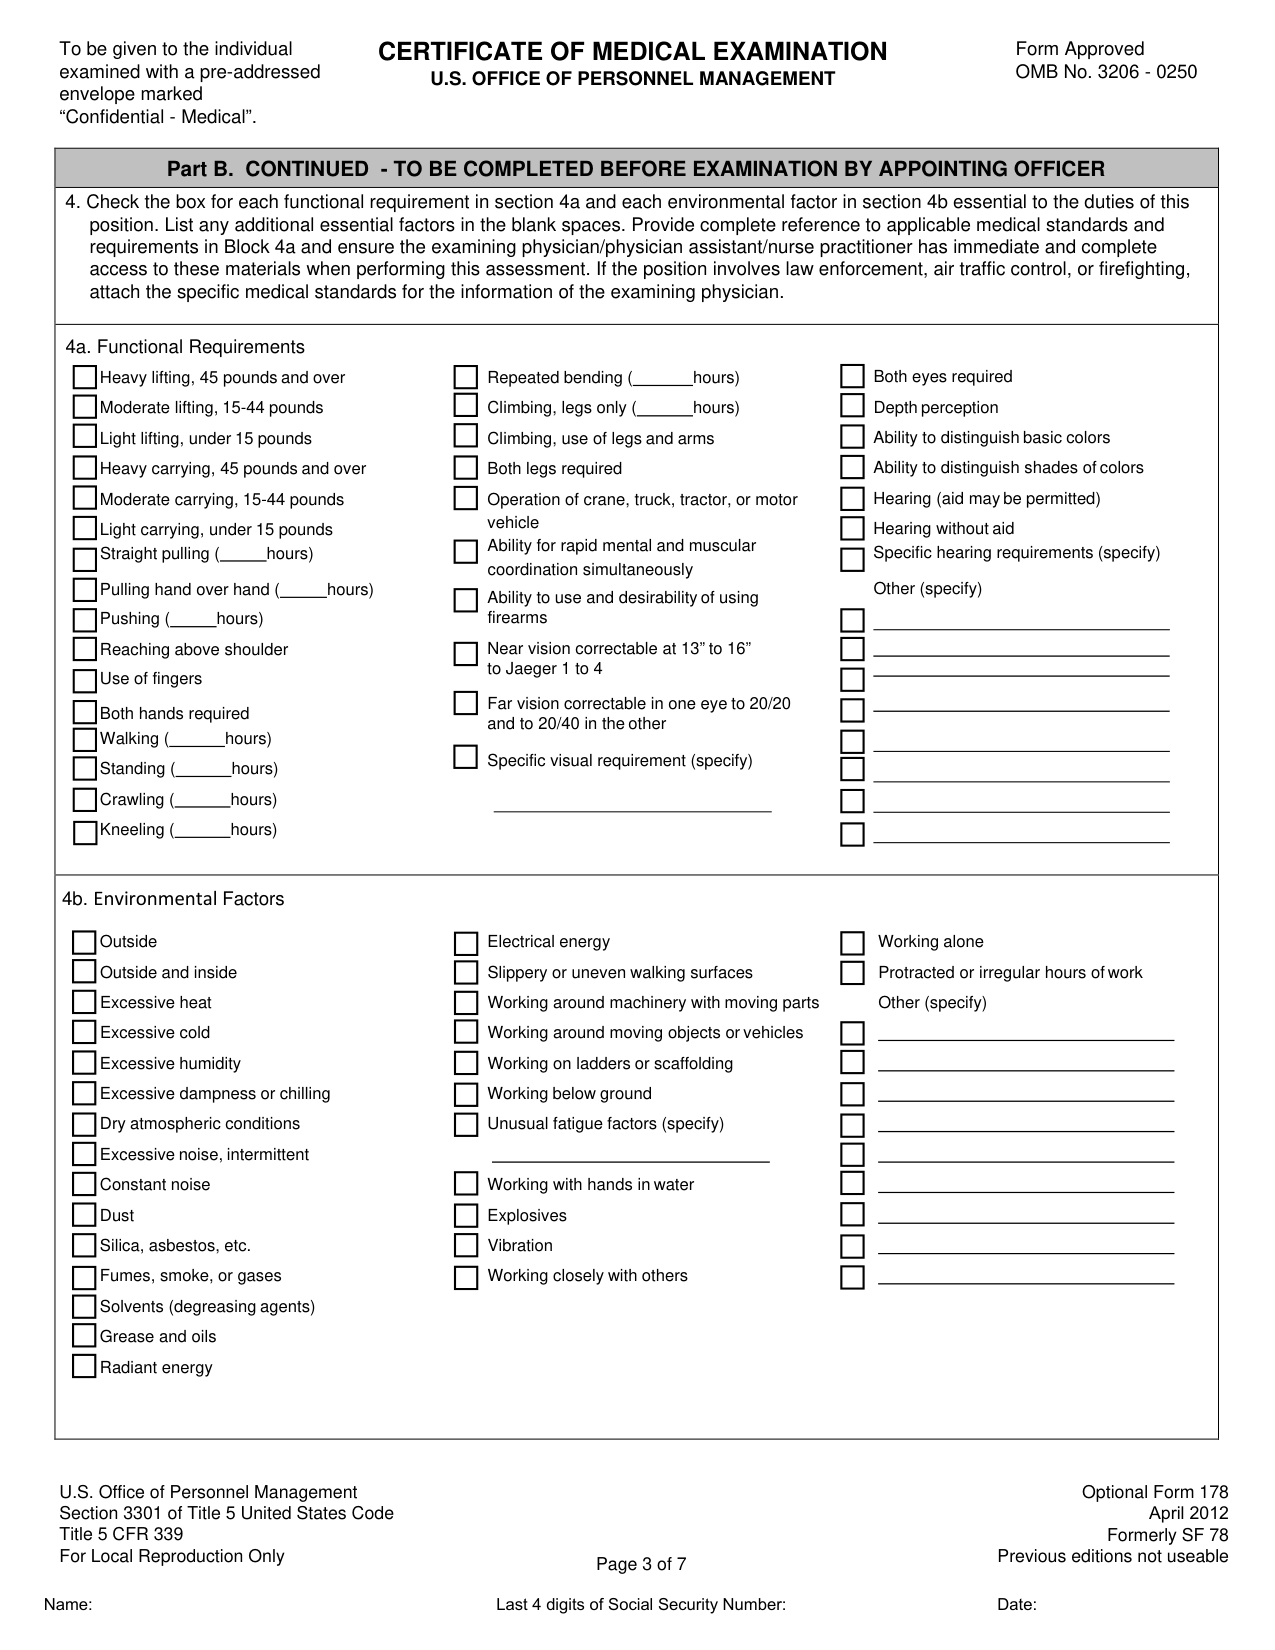 To be given to the individual
examined with a pre-addressed
envelope marked
“Confidential - Medical”.
CERTIFICATE OF MEDICAL EXAMINATION
U.S. OFFICE OF PERSONNEL MANAGEMENT
Form Approved
OMB No. 3206 - 0250
Part B. CONTINUED - TO BE COMPLETED BEFORE EXAMINATION BY APPOINTING OFFICER
4. Check the box for each functional requirement in section 4a and each environmental factor in section 4b essential to the duties of this
position. List any additional essential factors in the blank spaces. Provide complete reference to applicable medical standards and
requirements in Block 4a and ensure the examining physician/physician assistant/nurse practitioner has immediate and complete
access to these materials when performing this assessment. If the position involves law enforcement, air traffic control, or firefighting,
attach the specific medical standards for the information of the examining physician.
4a. Functional Requirements
Heavy lifting, 45 pounds and over
Moderate lifting, 15-44 pounds
Light lifting, under 15 pounds
Heavy carrying, 45 pounds and over
Moderate carrying, 15-44 pounds
Light carrying, under 15 pounds
Straight pulling (_____hours)
Pulling hand over hand (_____hours)
Pushing (_____hours)
Reaching above shoulder
Use of fingers
Both hands required
Walking (______hours)
Standing (______hours)
Crawling (______hours)
Kneeling (______hours)
Repeated bending (______hours)
Climbing, legs only (______hours)
Climbing, use of legs and arms
Both legs required
Operation of crane, truck, tractor, or motor
vehicle
Ability for rapid mental and muscular
coordination simultaneously
Ability to use and desirability of using
firearms
Near vision correctable at 13” to 16”
to Jaeger 1 to 4
Far vision correctable in one eye to 20/20
and to 20/40 in the other
Specific visual requirement (specify)
Both eyes required
Depth perception
Ability to distinguish basic colors
Ability to distinguish shades of colors
Hearing (aid may be permitted)
Hearing without aid
Specific hearing requirements (specify)
Other (specify)
4b. Environmental Factors
Outside
Outside and inside
Excessive heat
Excessive cold
Excessive humidity
Excessive dampness or chilling
Dry atmospheric conditions
Excessive noise, intermittent
Constant noise
Dust
Silica, asbestos, etc.
Fumes, smoke, or gases
Solvents (degreasing agents)
Grease and oils
Radiant energy
Electrical energy
Slippery or uneven walking surfaces
Working around machinery with moving parts
Working around moving objects or vehicles
Working on ladders or scaffolding
Working below ground
Unusual fatigue factors (specify)
Working with hands in water
Explosives
Vibration
Working closely with others
Working alone
Protracted or irregular hours of work
Other (specify)
U.S. Office of Personnel Management
Section 3301 of Title 5 United States Code
Title 5 CFR 339
For Local Reproduction Only
Page 3 of 7
Optional Form 178
April 2012
Formerly SF 78
Previous editions not useable
Name:
Last 4 digits of Social Security Number:
Date: